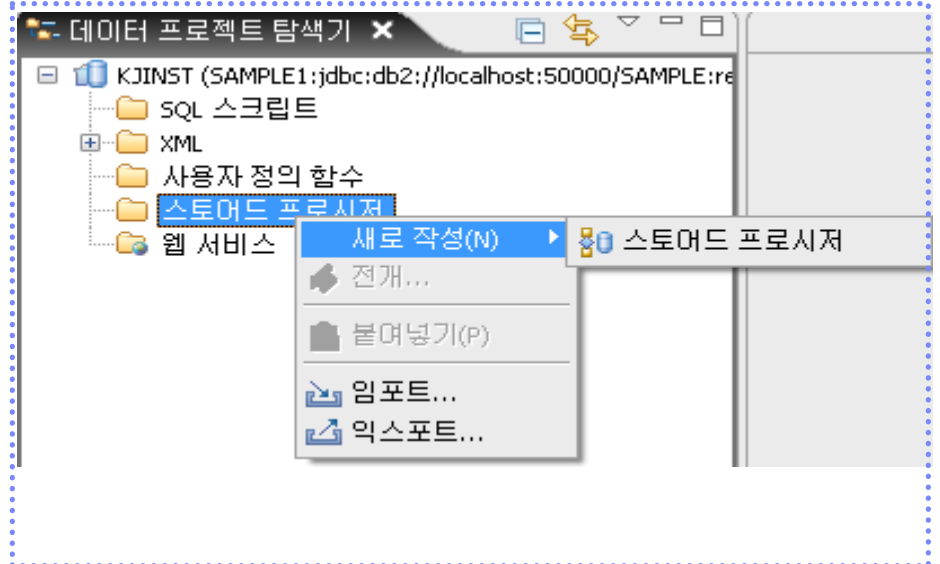 데이터 프로젝트 탐색기
KJINST (SAMPLE1:jdbc:db2://localhost:50000/SAMPLE:re
SQL 스크립트
XML
사용자 정의 함수
스토어드 프로시저
새로 작성(N) 스토어드 프로시저
웹 서비스
전개...
붙여넣기(P)
임포트...
익스포트...